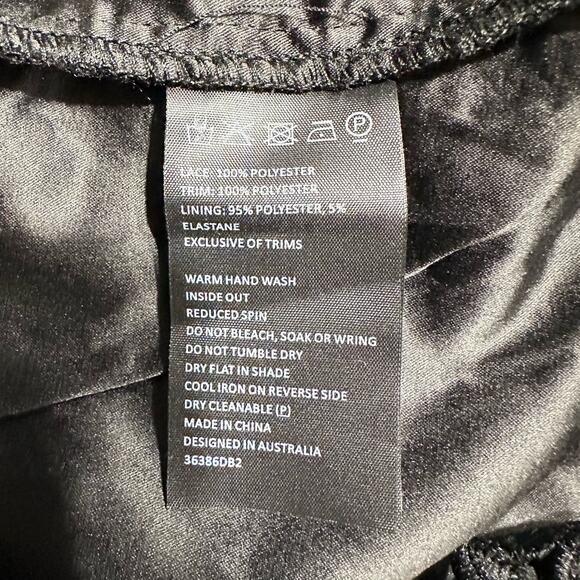 P
LACE: 100% POLYESTER
TRIM: 100% POLYESTER
LINING: 95% POLYESTER, 5%
ELASTANE
EXCLUSIVE OF TRIMS
WARM HAND WASH
INSIDE OUT
REDUCED SPIN
DO NOT BLEACH, SOAK OR WRING
DO NOT TUMBLE DRY
DRY FLAT IN SHADE
COOL IRON ON REVERSE SIDE
DRY CLEANABLE (P)
MADE IN CHINA
DESIGNED IN AUSTRALIA
36386DB2